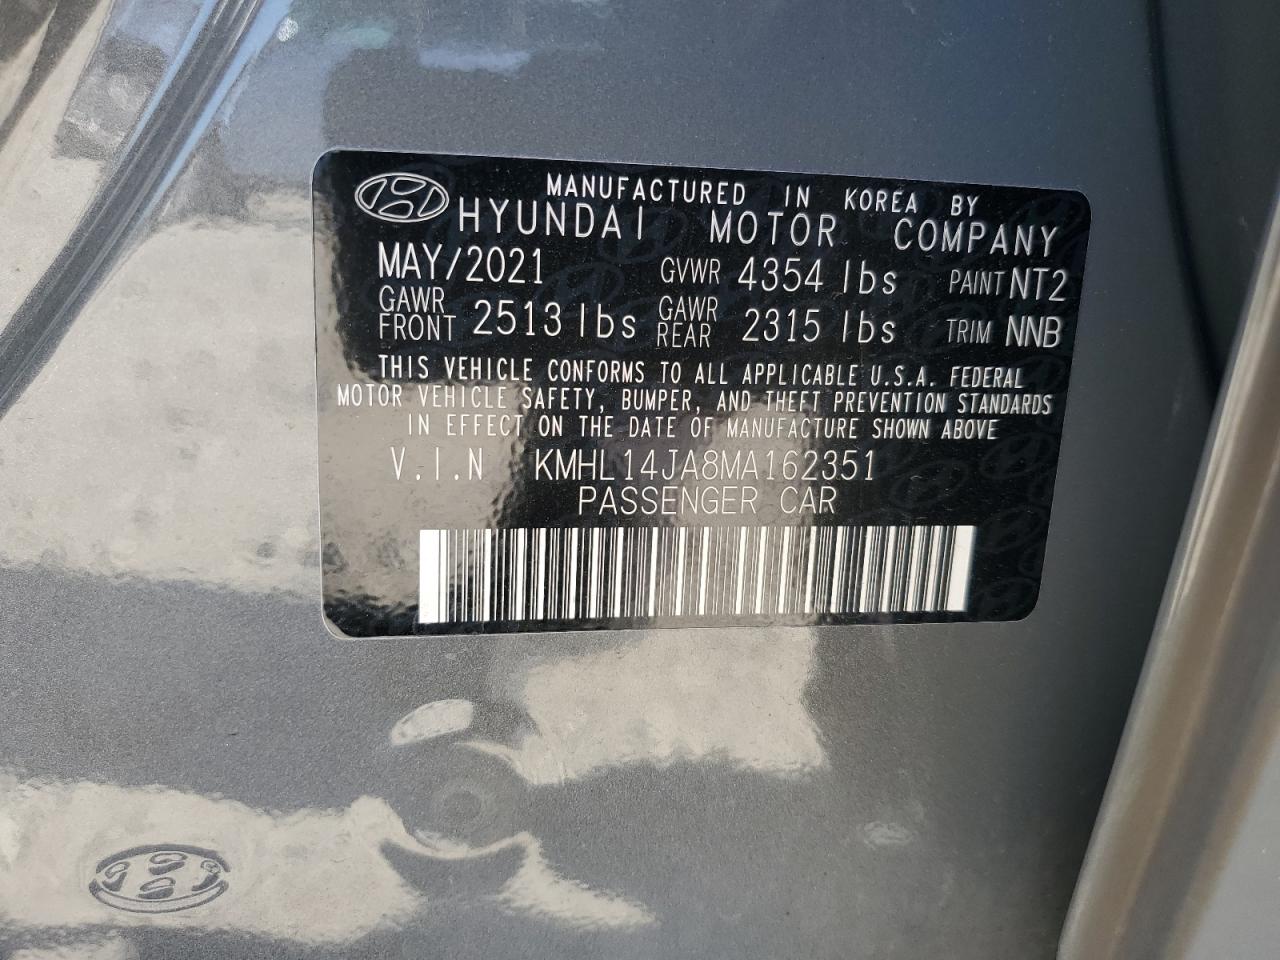 MANUFACTURED IN KOREA BY
HYUNDAI MOTOR COMPANY
MAY/2021 GVWR 4354 lbs PAINT NT2
GAWR FRONT 2513 lbs GAWR REAR 2315 lbs TRIM NNB
THIS VEHICLE CONFORMS TO ALL APPLICABLE U.S.A. FEDERAL
MOTOR VEHICLE SAFETY, BUMPER, AND THEFT PREVENTION STANDARDS
IN EFFECT ON THE DATE OF MANUFACTURE SHOWN ABOVE
V.I.N KMHL14JA8MA162351
PASSENGER CAR